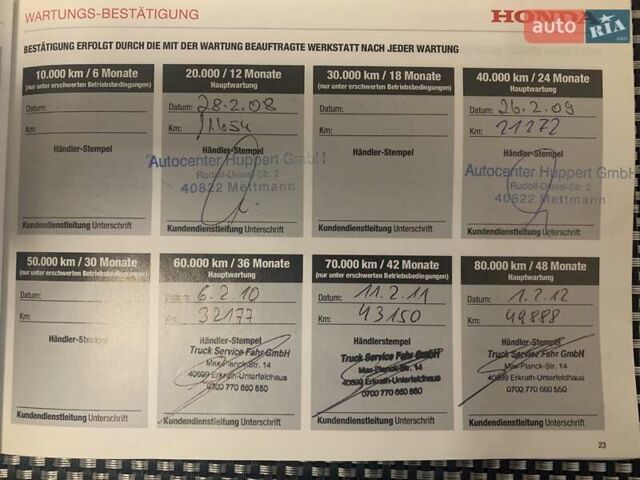 WARTUNGS-BESTÄTIGUNG
HONDA
auto RIA.com
BESTÄTIGUNG ERFOLGT DURCH DIE MIT DER WARTUNG BEAUFTRAGTE WERKSTATT NACH JEDER WARTUNG
10.000 km / 6 Monate
(nur unter erschwerten Betriebsbedingungen)
Datum:
Km:
Händler-Stempel
Kundendienstleitung Unterschrift
20.000 / 12 Monate
Hauptwartung
Datum: 28.2.08
Km: 11654
Händler-Stempel
Autocenter Huppert GmbH
Rudolf-Diesel-Str. 2
40822 Mettmann
Kundendienstleitung Unterschrift
30.000 km / 18 Monate
(nur unter erschwerten Betriebsbedingungen)
Datum:
Km:
Händler-Stempel
Kundendienstleitung Unterschrift
40.000 km / 24 Monate
Hauptwartung
Datum: 26.2.09
Km: 21272
Händler-Stempel
Autocenter Huppert GmbH
Rudolf-Diesel-Str. 2
40822 Mettmann
Kundendienstleitung Unterschrift
50.000 km / 30 Monate
(nur unter erschwerten Betriebsbedingungen)
Datum:
Km:
Händler-Stempel
Kundendienstleitung Unterschrift
60.000 km / 36 Monate
Hauptwartung
Datum: 6.2.10
Km: 32177
Händler-Stempel
Truck Service Fahr GmbH
Max-Planck-Str. 14
40699 Erkrath-Unterfeldhaus
0700 770 660 550
Kundendienstleitung Unterschrift
70.000 km / 42 Monate
(nur unter erschwerten Betriebsbedingungen)
Datum: 11.2.11
Km: 43150
Händlerstempel
Truck Service Fahr GmbH
Max-Planck-Str. 14
40699 Erkrath-Unterfeldhaus
0700 770 660 550
Kundendienstleitung Unterschrift
80.000 km / 48 Monate
Hauptwartung
Datum: 1.2.12
Km: 49888
Händler-Stempel
Truck Service Fahr GmbH
Max-Planck-Str. 14
40699 Erkrath-Unterfeldhaus
0700 770 660 550
Kundendienstleitung Unterschrift
23